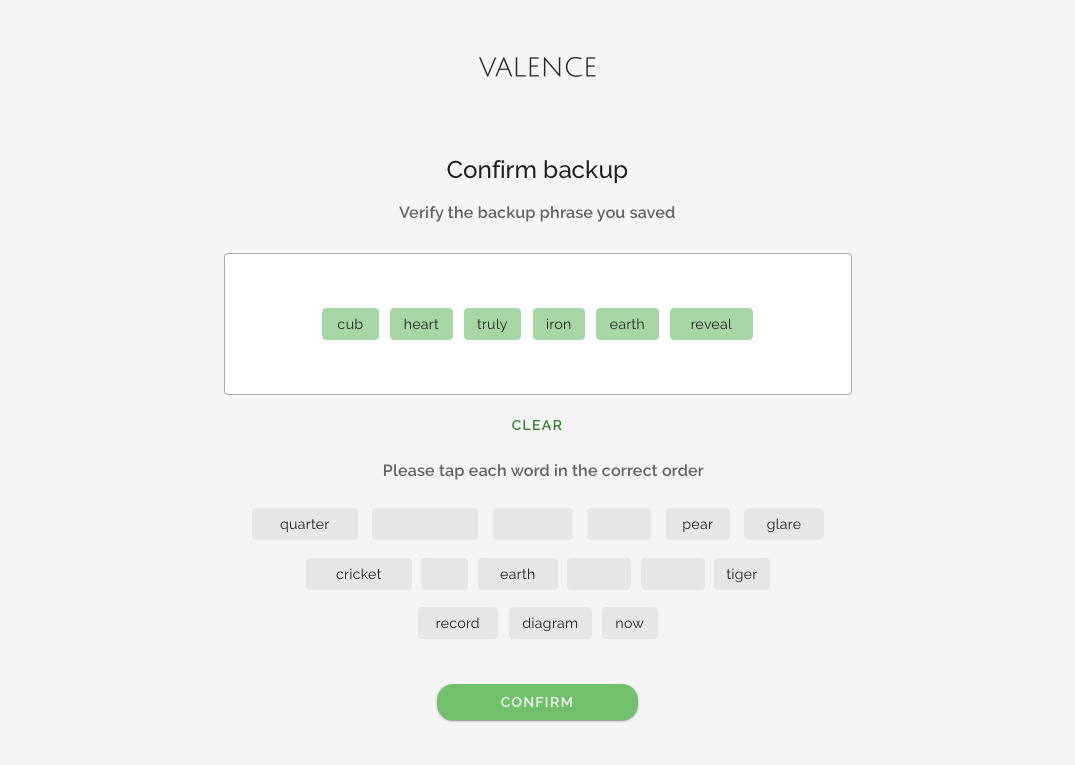 VALENCE
Confirm backup
Verify the backup phrase you saved
cub heart truly iron earth reveal
CLEAR
Please tap each word in the correct order
quarter pear glare
cricket earth tiger
record diagram now
CONFIRM